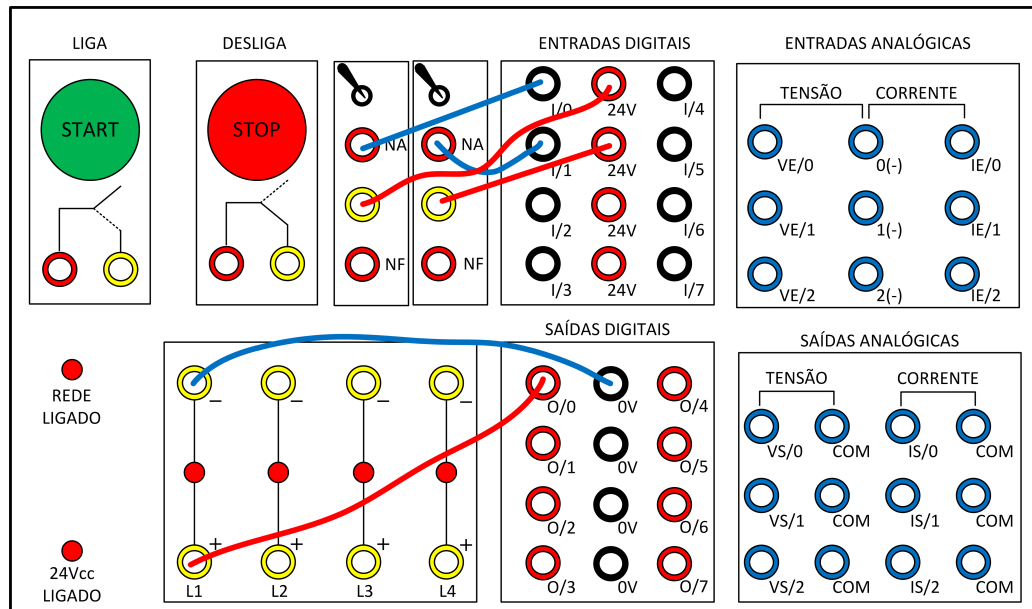 LIGA
DESLIGA
ENTRADAS DIGITAIS
ENTRADAS ANALÓGICAS
START
STOP
NA
NA
NF
NF
I/0
24V
I/4
I/1
24V
I/5
I/2
24V
I/6
I/3
24V
I/7
TENSÃO
CORRENTE
VE/0
0(-)
IE/0
VE/1
1(-)
IE/1
VE/2
2(-)
IE/2
REDE
LIGADO
24Vcc
LIGADO
−
−
−
−
+
+
+
+
L1
L2
L3
L4
SAÍDAS DIGITAIS
O/0
0V
O/4
O/1
0V
O/5
O/2
0V
O/6
O/3
0V
O/7
SAÍDAS ANALÓGICAS
TENSÃO
CORRENTE
VS/0
COM
IS/0
COM
VS/1
COM
IS/1
COM
VS/2
COM
IS/2
COM